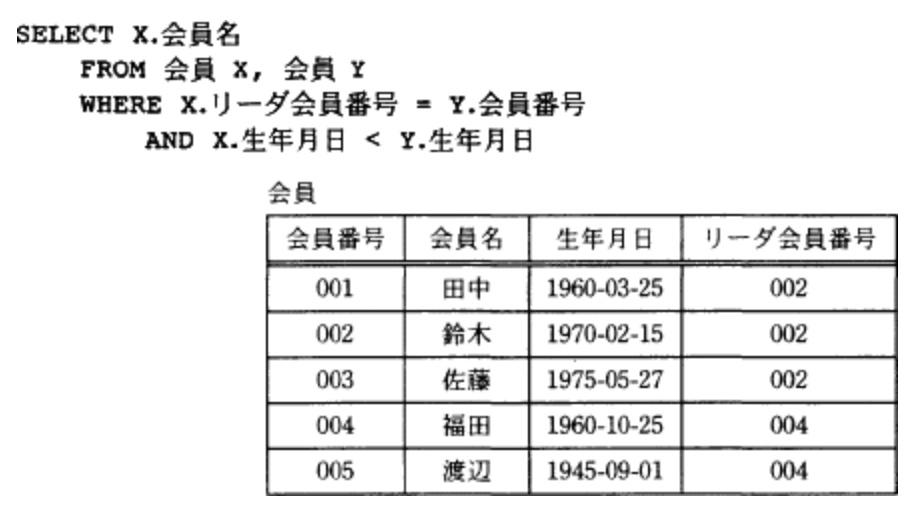 SELECT X.会員名
FROM 会員 X, 会員 Y
WHERE X.リーダ会員番号 = Y.会員番号
AND X.生年月日 < Y.生年月日
会員
会員番号 会員名 生年月日 リーダ会員番号
001 田中 1960-03-25 002
002 鈴木 1970-02-15 002
003 佐藤 1975-05-27 002
004 福田 1960-10-25 004
005 渡辺 1945-09-01 004